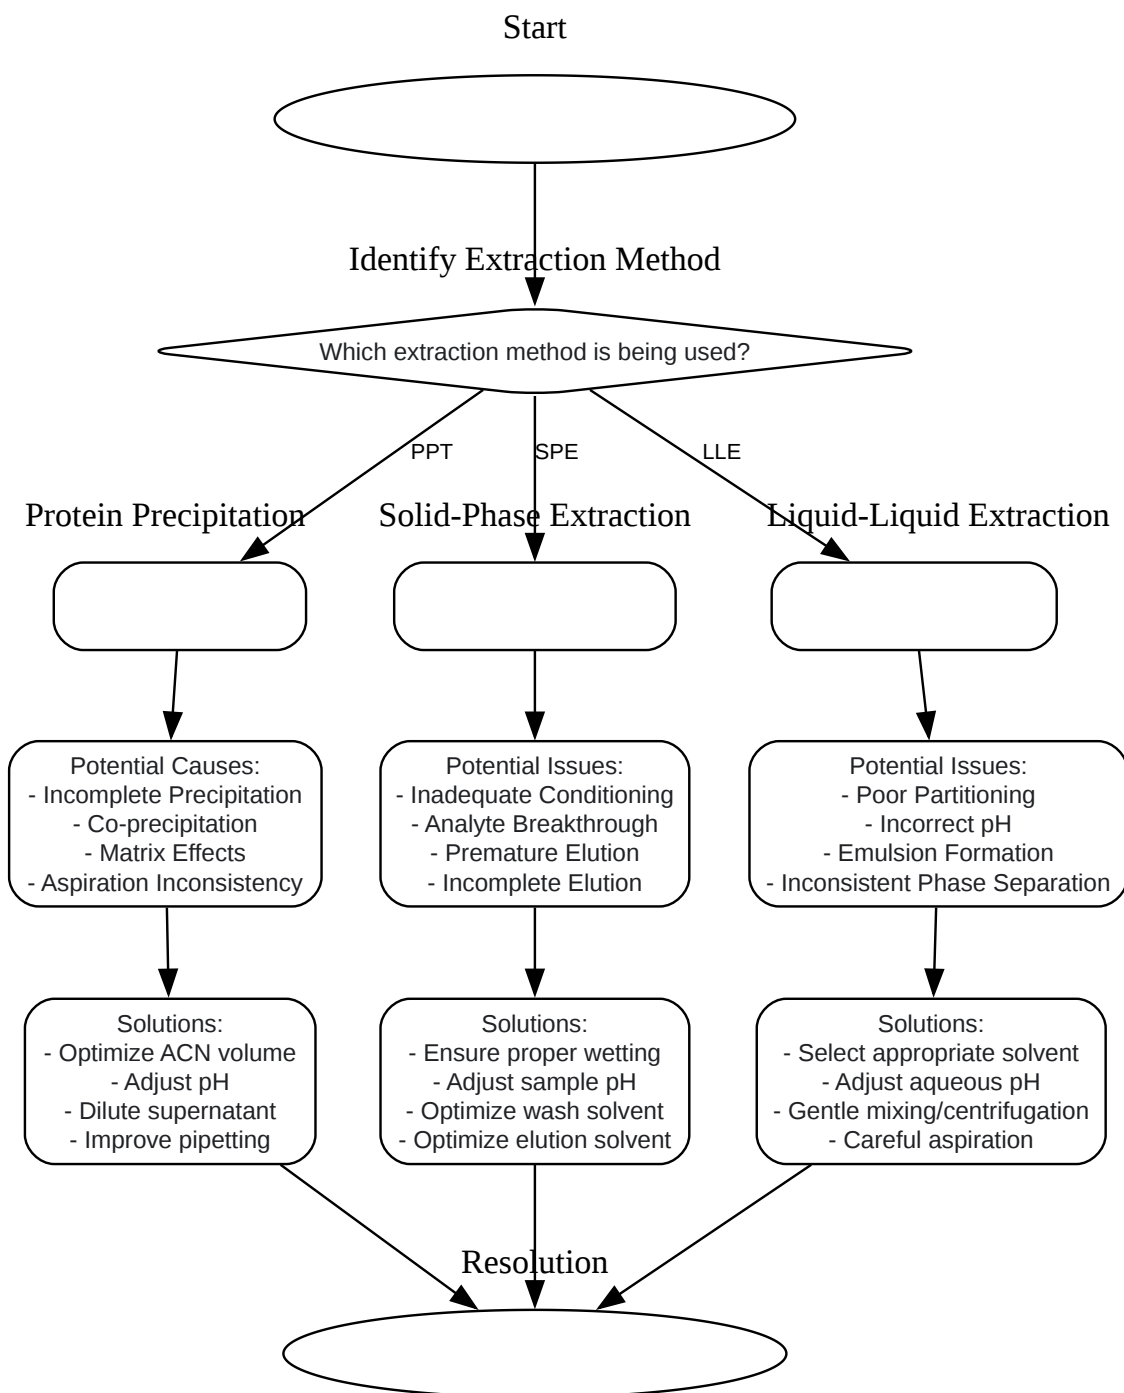 Start
Identify Extraction Method
Which extraction method is being used?
PPT
SPE
LLE
Protein Precipitation
Solid-Phase Extraction
Liquid-Liquid Extraction
Potential Causes:
- Incomplete Precipitation
- Co-precipitation
- Matrix Effects
- Aspiration Inconsistency
Potential Issues:
- Inadequate Conditioning
- Analyte Breakthrough
- Premature Elution
- Incomplete Elution
Potential Issues:
- Poor Partitioning
- Incorrect pH
- Emulsion Formation
- Inconsistent Phase Separation
Solutions:
- Optimize ACN volume
- Adjust pH
- Dilute supernatant
- Improve pipetting
Solutions:
- Ensure proper wetting
- Adjust sample pH
- Optimize wash solvent
- Optimize elution solvent
Solutions:
- Select appropriate solvent
- Adjust aqueous pH
- Gentle mixing/centrifugation
- Careful aspiration
Resolution